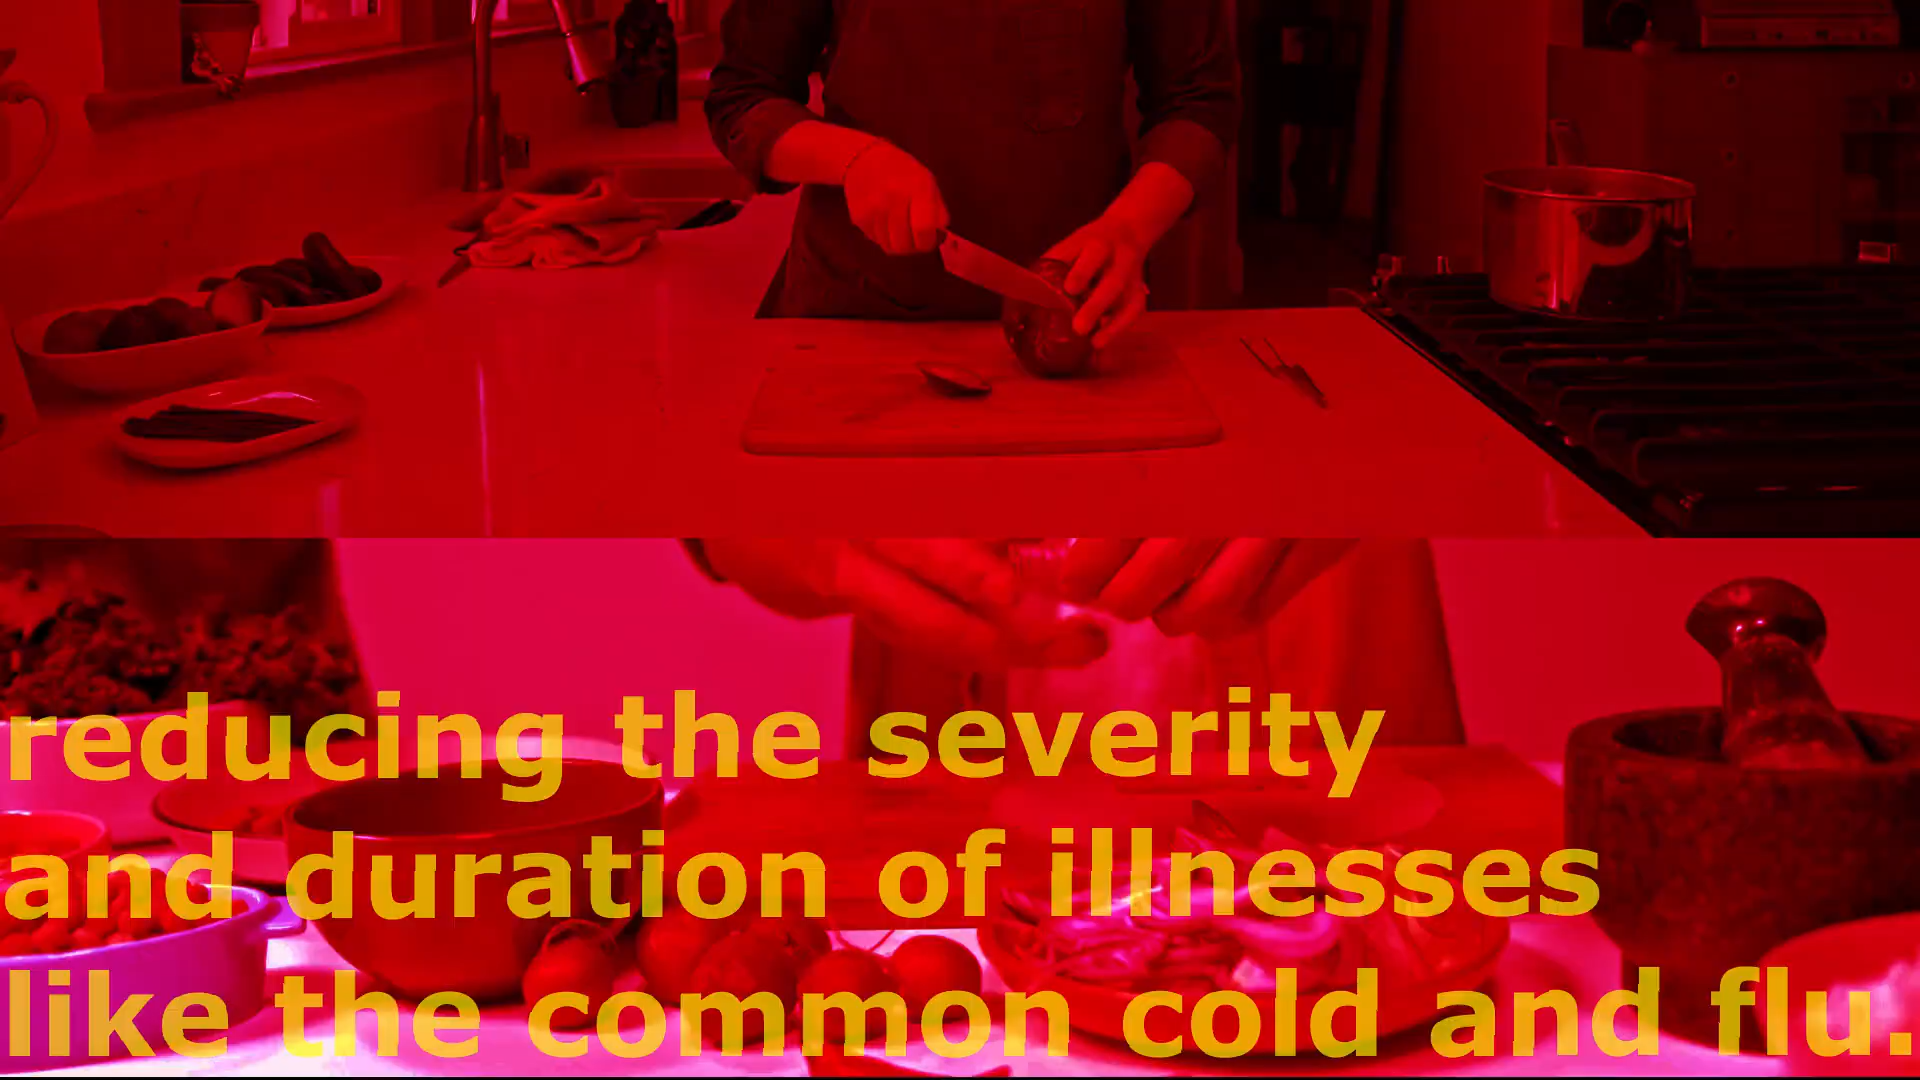 reducing the severity
and duration of illnesses
like the common cold and flu.